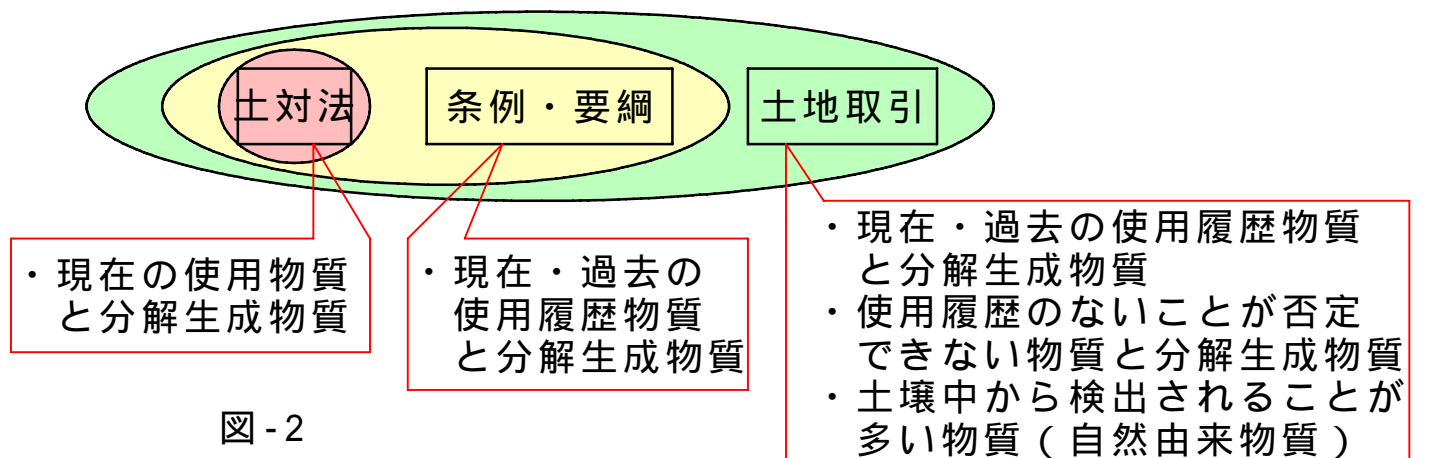 土対法
条例・要綱
土地取引
・現在の使用物質
と分解生成物質
・現在・過去の
使用履歴物質
と分解生成物質
・現在・過去の使用履歴物質
と分解生成物質
・使用履歴のないことが否定
できない物質と分解生成物質
・土壌中から検出されることが
多い物質(自然由来物質)
図-2